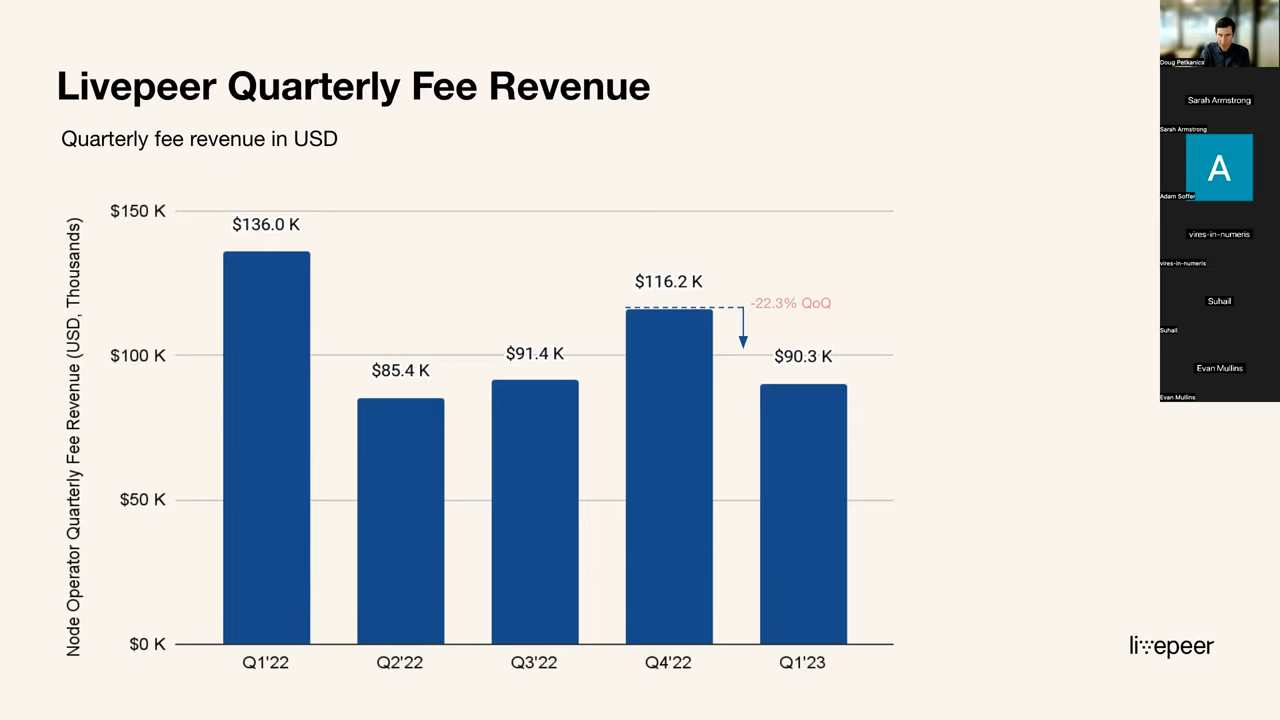 Livepeer Quarterly Fee Revenue
Quarterly fee revenue in USD
Node Operator Quarterly Fee Revenue (USD, Thousands)
$150 K
$100 K
$50 K
$0 K
$136.0 K
$85.4 K
$91.4 K
$116.2 K
-22.3% QoQ
$90.3 K
Q1'22
Q2'22
Q3'22
Q4'22
Q1'23
livepeer
Doug Petkanics
Sarah Armstrong
Sarah Armstrong
A
Adam Soffer
vires-in-numeris
vires-in-numeris
Suhail
Suhail
Evan Mullins
Evan Mullins